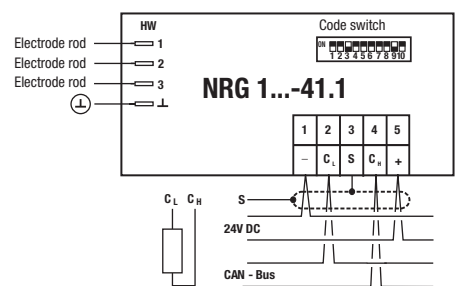 HW
Code switch
Electrode rod 1
Electrode rod 2
Electrode rod 3
ON
1 2 3 4 5 6 7 8 9 10
NRG 1...-41.1
1 2 3 4 5
– CL S CH +
CL CH
S
24V DC
CAN - Bus